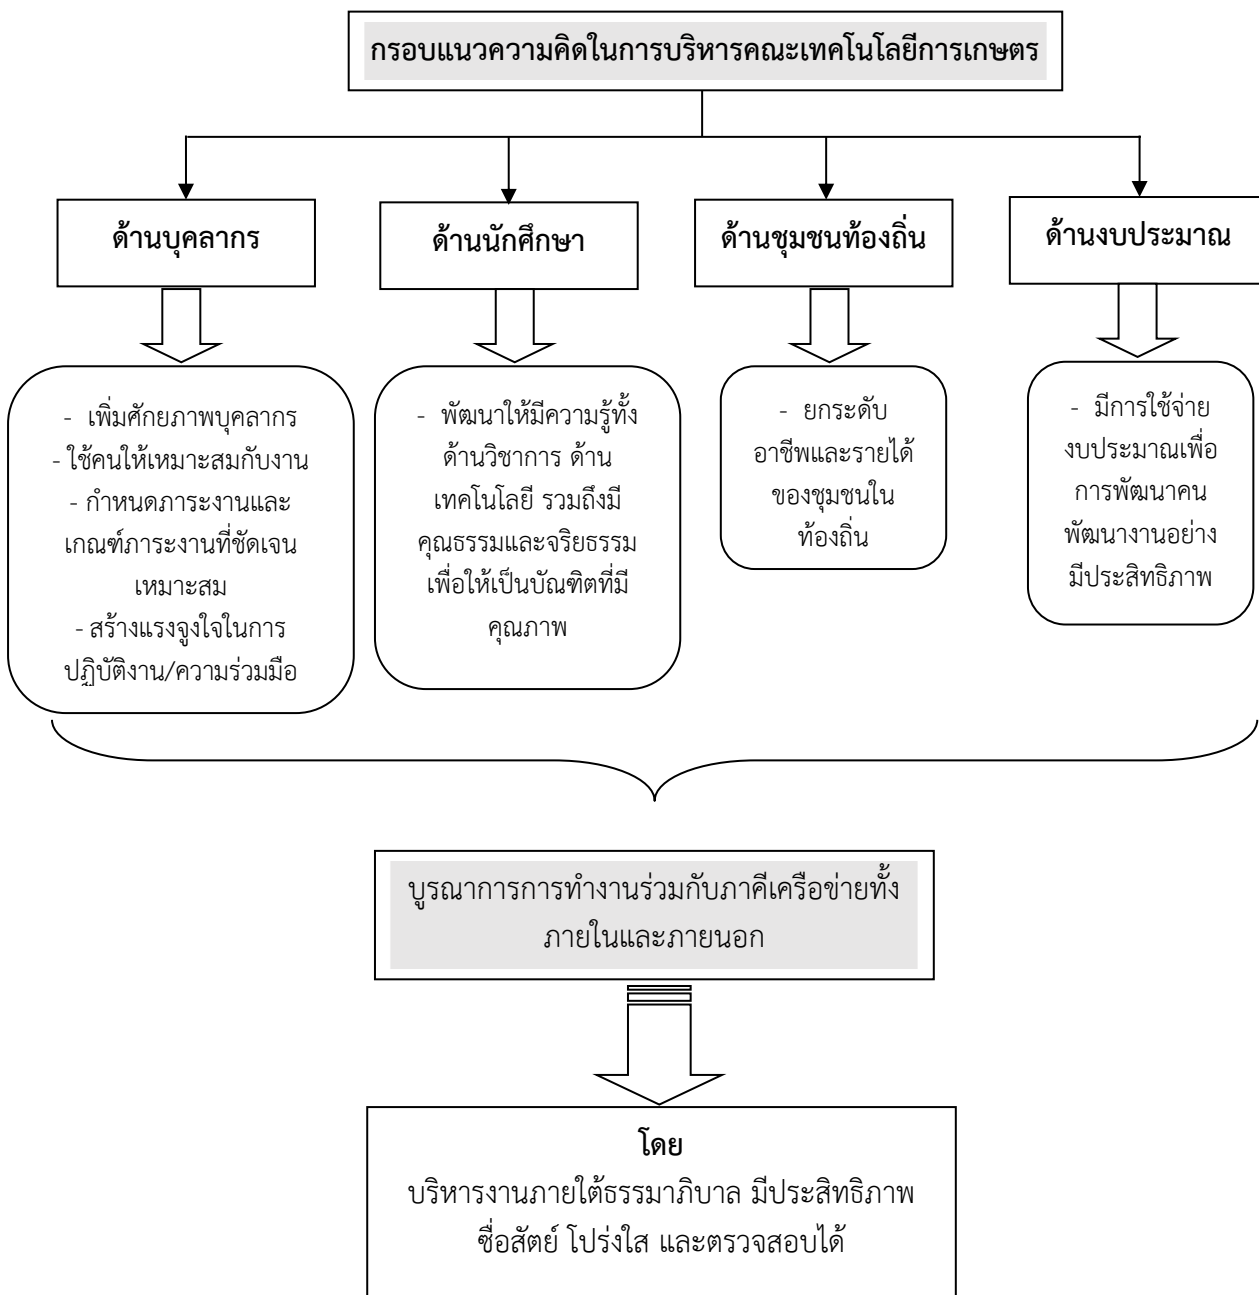 กรอบแนวความคิดในการบริหารคณะเทคโนโลยีการเกษตร
ด้านบุคลากร
ด้านนักศึกษา
ด้านชุมชนท้องถิ่น
ด้านงบประมาณ
- เพิ่มศักยภาพบุคลากร
- ใช้คนให้เหมาะสมกับงาน
- กำหนดภาระงานและ
เกณฑ์ภาระงานที่ชัดเจน
เหมาะสม
- สร้างแรงจูงใจในการ
ปฏิบัติงาน/ความร่วมมือ
- พัฒนาให้มีความรู้ทั้ง
ด้านวิชาการ ด้าน
เทคโนโลยี รวมถึงมี
คุณธรรมและจริยธรรม
เพื่อให้เป็นบัณฑิตที่มี
คุณภาพ
- ยกระดับ
อาชีพและรายได้
ของชุมชนใน
ท้องถิ่น
- มีการใช้จ่าย
งบประมาณเพื่อ
การพัฒนาคน
พัฒนางานอย่าง
มีประสิทธิภาพ
บูรณาการการทำงานร่วมกับภาคีเครือข่ายทั้ง
ภายในและภายนอก
โดย
บริหารงานภายใต้ธรรมาภิบาล มีประสิทธิภาพ
ซื่อสัตย์ โปร่งใส และตรวจสอบได้